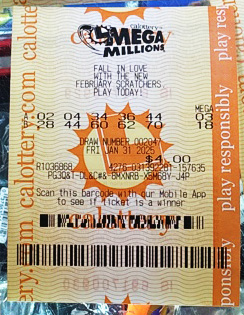 calottery
MEGA
MILLIONS
FALL IN LOVE
WITH THE NEW
FEBRUARY SCRATCHERS
PLAY TODAY!
MEGA
A. 02 04 34 36 44 03
28 44 60 62 70 18
DRAW NUMBER 002047
FRI JAN 31 2025
$4.00
Scan this barcode with our Mobile App
to see if ticket is a winner
calottery.com
play responsibly
play responsibly